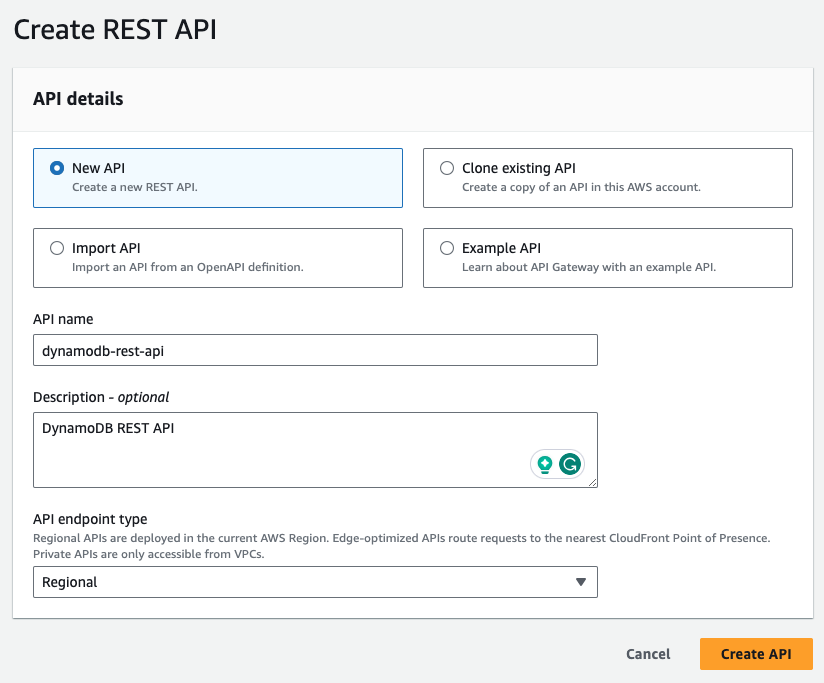 Create REST API
API details
New API
Create a new REST API.
Clone existing API
Create a copy of an API in this AWS account.
Import API
Import an API from an OpenAPI definition.
Example API
Learn about API Gateway with an example API.
API name
dynamodb-rest-api
Description - optional
DynamoDB REST API
API endpoint type
Regional APIs are deployed in the current AWS Region. Edge-optimized APIs route requests to the nearest CloudFront Point of Presence.
Private APIs are only accessible from VPCs.
Regional
Cancel
Create API